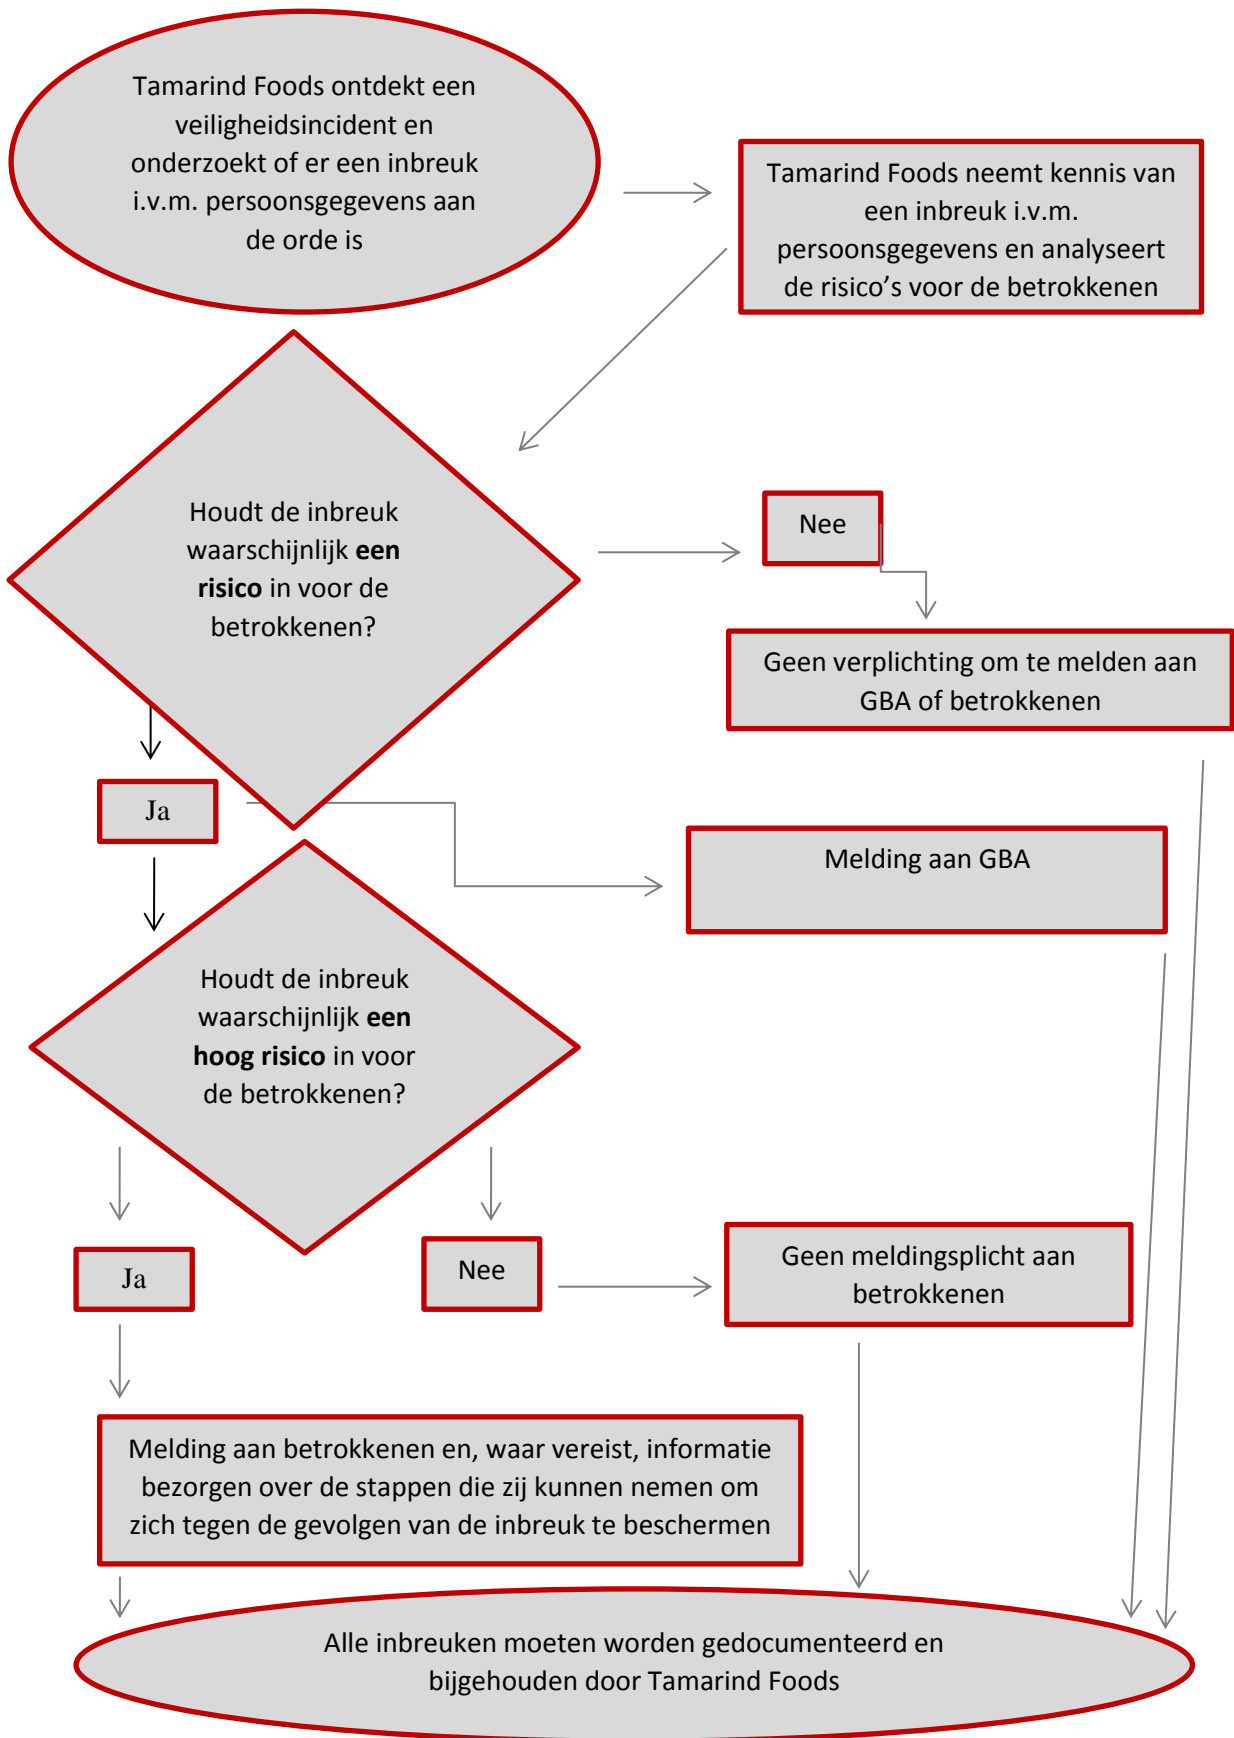 Tamarind Foods ontdekt een
veiligheidsincident en
onderzoekt of er een inbreuk
i.v.m. persoonsgegevens aan
de orde is
Tamarind Foods neemt kennis van
een inbreuk i.v.m.
persoonsgegevens en analyseert
de risico’s voor de betrokkenen
Houdt de inbreuk
waarschijnlijk een
risico in voor de
betrokkenen?
Nee
Geen verplichting om te melden aan
GBA of betrokkenen
Ja
Melding aan GBA
Houdt de inbreuk
waarschijnlijk een
hoog risico in voor
de betrokkenen?
Ja
Nee
Geen meldingsplicht aan
betrokkenen
Melding aan betrokkenen en, waar vereist, informatie
bezorgen over de stappen die zij kunnen nemen om
zich tegen de gevolgen van de inbreuk te beschermen
Alle inbreuken moeten worden gedocumenteerd en
bijgehouden door Tamarind Foods